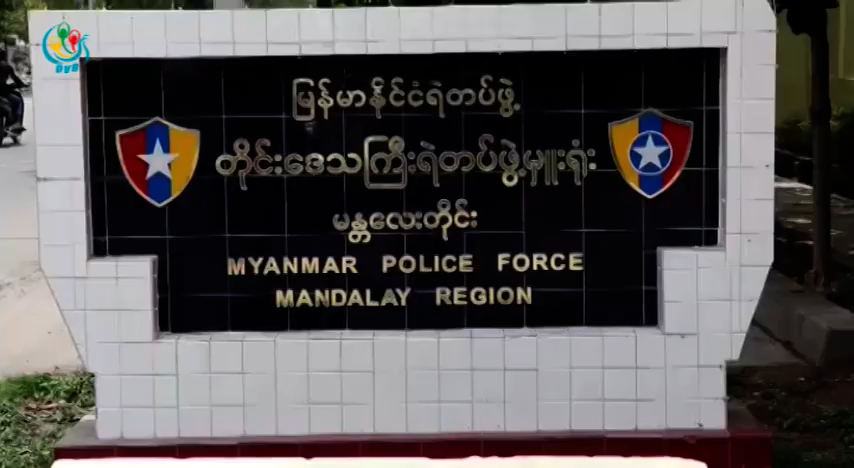 DVB
မြန်မာနိုင်ငံရဲတပ်ဖွဲ့
တိုင်းဒေသကြီးရဲတပ်ဖွဲ့မှူးရုံး
မန္တလေးတိုင်း
MYANMAR POLICE FORCE
MANDALAY REGION